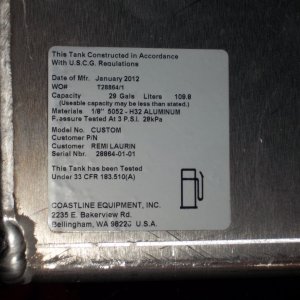 This Tank Constructed in Accordance
With U.S.C.G. Regulations
Date of Mfr. January 2012
WO# T28864/1
Capacity 29 Gals Liters 109.8
(Useable capacity may be less than stated.)
Materials 1/8" 5052 - H32 ALUMINUM
Pressure Tested At 3 P.S.I. 28kPa
Model No. CUSTOM
Customer P/N
Customer REMI LAURIN
Serial Nbr. 28864-01-01
This Tank has been Tested
Under 33 CFR 183.510(A)
COASTLINE EQUIPMENT, INC.
2235 E. Bakerview Rd.
Bellingham, WA U.S.A.